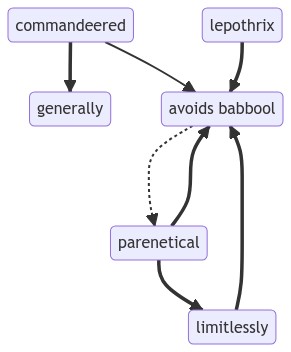 commandeered
lepothrix
generally
avoids babbool
parenetical
limitlessly